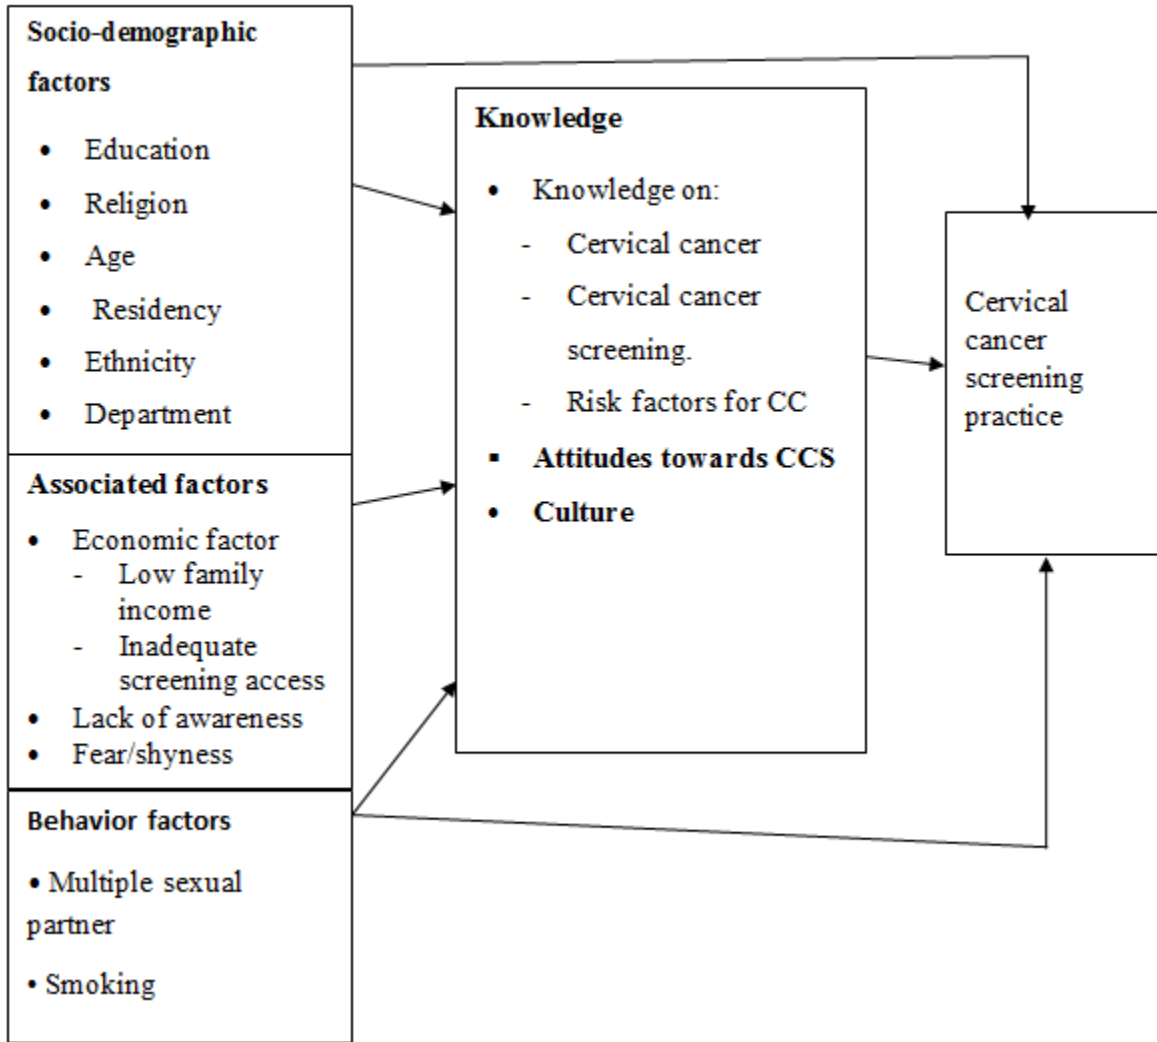 Socio-demographic
factors
• Education
• Religion
• Age
• Residency
• Ethnicity
• Department
Associated factors
• Economic factor
- Low family
income
- Inadequate
screening access
• Lack of awareness
• Fear/shyness
Behavior factors
• Multiple sexual
partner
• Smoking
Knowledge
• Knowledge on:
- Cervical cancer
- Cervical cancer
screening.
- Risk factors for CC
▪ Attitudes towards CCS
• Culture
Cervical
cancer
screening
practice